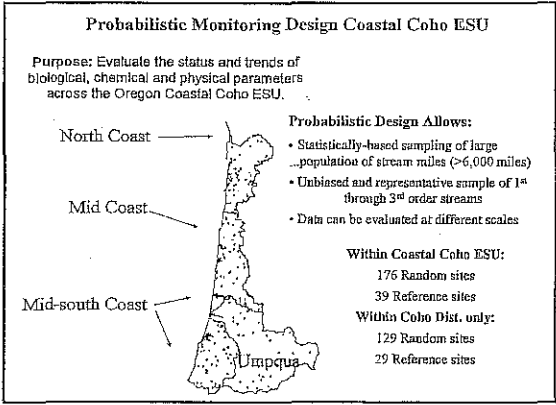 Probabilistic Monitoring Design Coastal Coho ESU
Purpose: Evaluate the status and trends of
biological, chemical and physical parameters
across the Oregon Coastal Coho ESU.
North Coast
Mid Coast
Mid-south Coast
Umpqua
Probabilistic Design Allows:
• Statistically-based sampling of large
population of stream miles (>6,000 miles)
• Unbiased and representative sample of 1st
through 3rd order streams
• Data can be evaluated at different scales
Within Coastal Coho ESU:
176 Random sites
39 Reference sites
Within Coho Dist. only:
129 Random sites
29 Reference sites